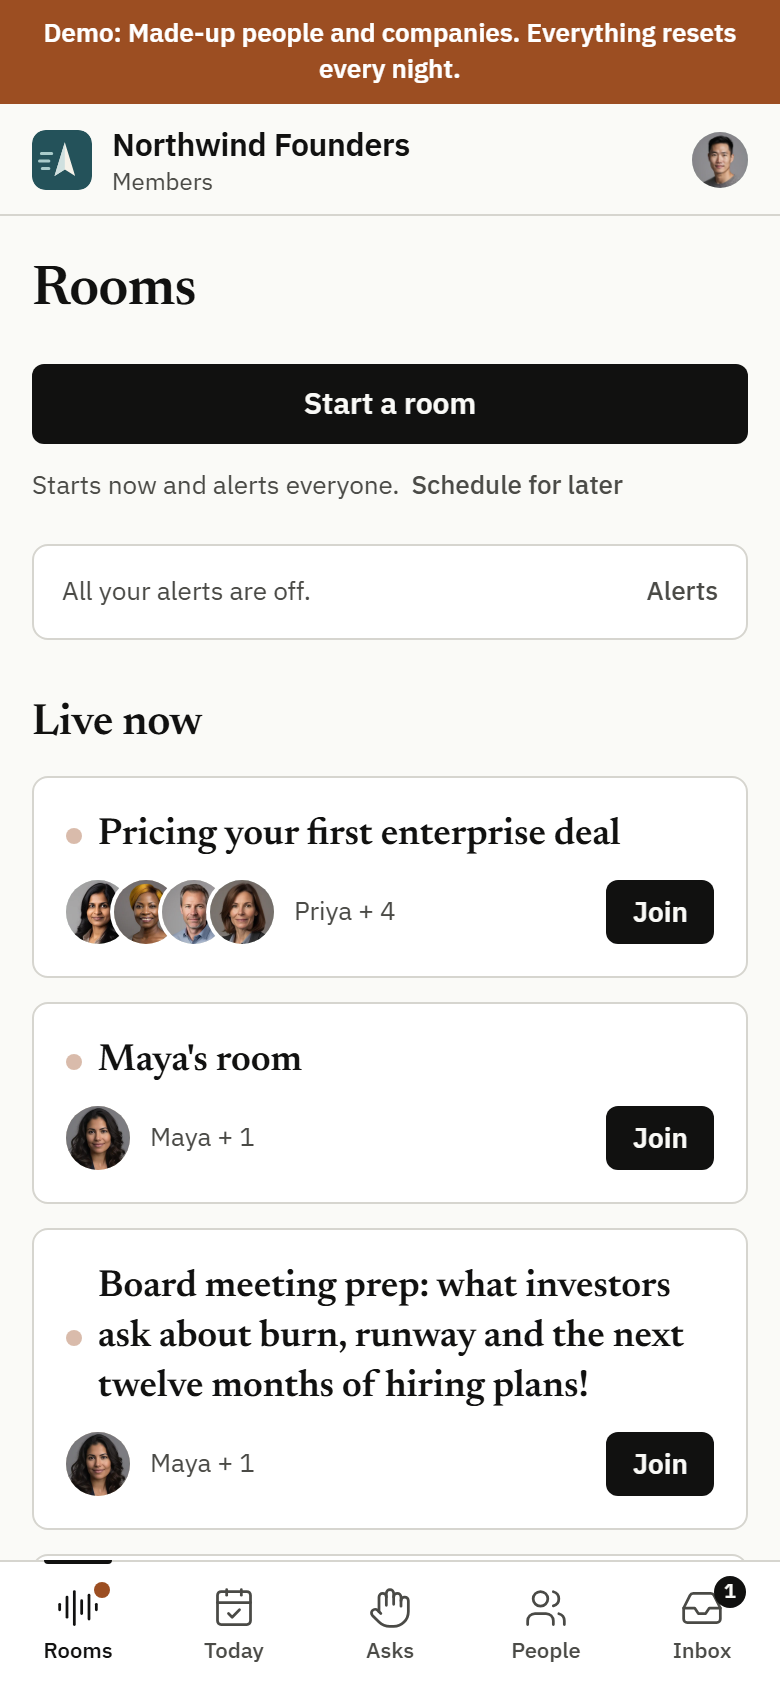 Demo: Made-up people and companies. Everything resets
every night.
Northwind Founders
Members
Rooms
Start a room
Starts now and alerts everyone. Schedule for later
All your alerts are off. Alerts
Live now
Pricing your first enterprise deal
Priya + 4 Join
Maya's room
Maya + 1 Join
Board meeting prep: what investors
ask about burn, runway and the next
twelve months of hiring plans!
Maya + 1 Join
1
Rooms Today Asks People Inbox